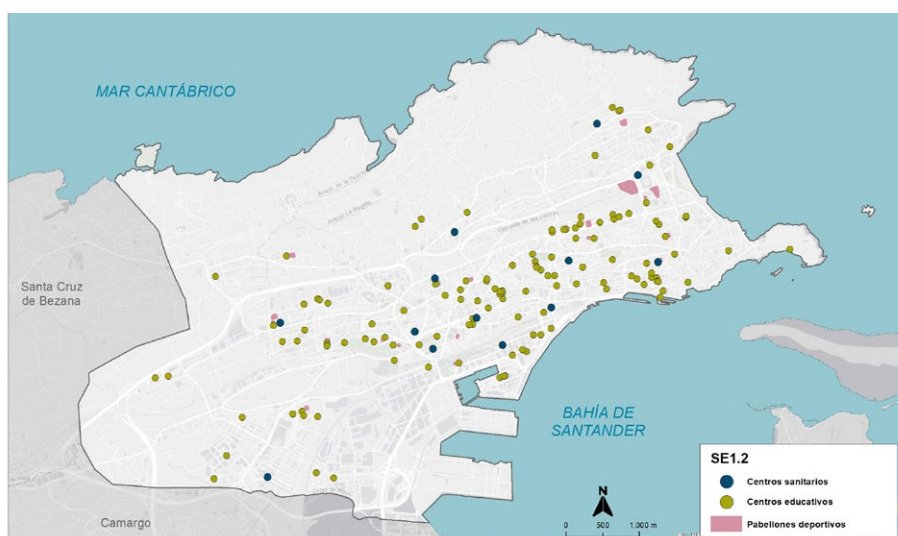 MAR CANTÁBRICO
Santa Cruz
de Bezana
BAHÍA DE
SANTANDER
Camargo
N
0 500 1.000 m
SE1.2
Centros sanitarios
Centros educativos
Pabellones deportivos